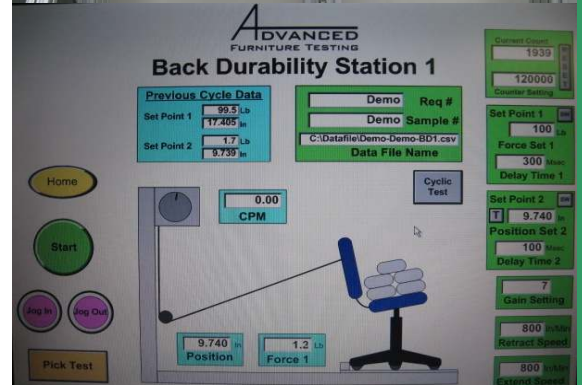 ADVANCED
FURNITURE TESTING
Back Durability Station 1
Previous Cycle Data
Set Point 1
99.5 Lb
17.405 in
Set Point 2
1.7 Lb
9.739 in
Demo Req #
Demo Sample #
C:\Datafile\Demo-Demo-BD1.csv
Data File Name
Current Count
1939
RESET
120000
Counter Setting
Set Point 1
100 Lb
Force Set 1
300 Msec
Delay Time 1
Set Point 2
T 9.740 in
Position Set 2
100 Msec
Delay Time 2
7
Gain Setting
800 In/Min
Retract Speed
800 In/Min
Extend Speed
Home
Start
Jog In
Jog Out
Pick Test
0.00
CPM
Cyclic
Test
9.740 in
Position
1.2 Lb
Force 1